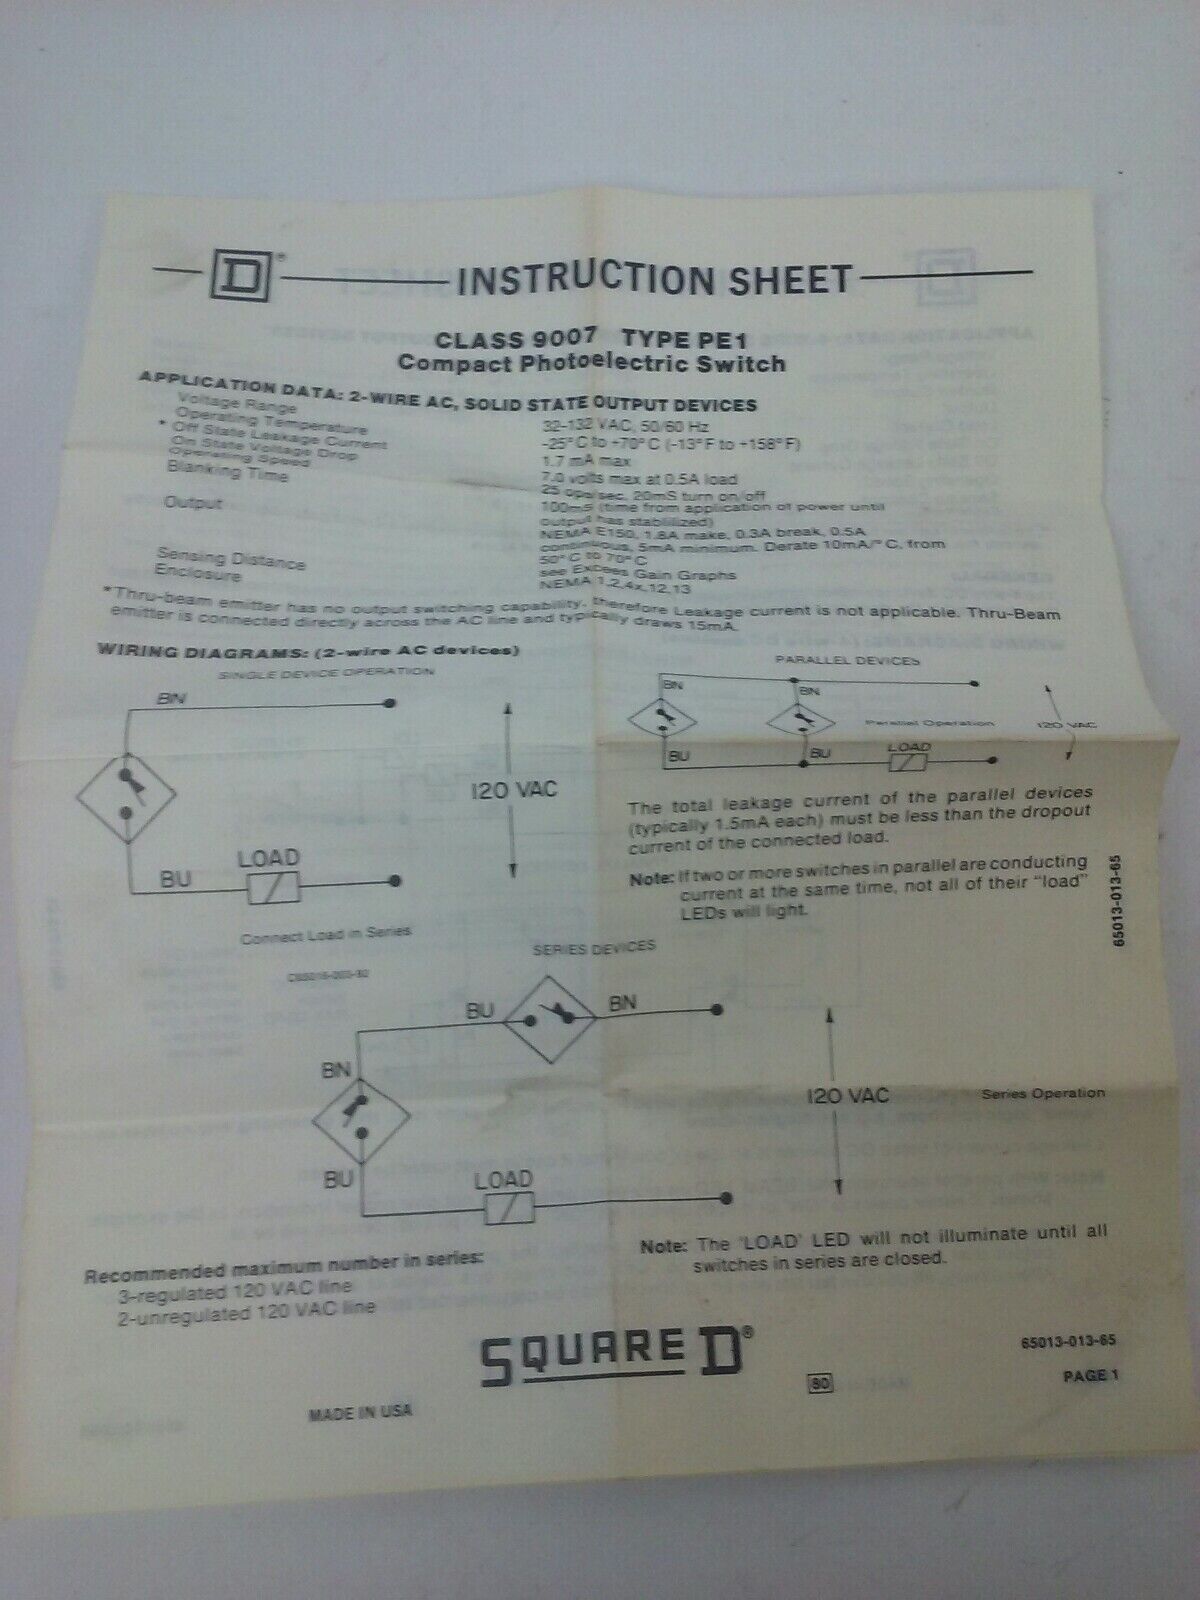 D®
INSTRUCTION SHEET
CLASS 9007 TYPE PE1
Compact Photoelectric Switch
APPLICATION DATA: 2-WIRE AC, SOLID STATE OUTPUT DEVICES
Voltage Range 32-132 VAC, 50/60 Hz
Operating Temperature -25°C to +70°C (-13°F to +158°F)
* Off State Leakage Current 1.7 mA max
On State Voltage Drop 7.0 volts max at 0.5A load
Operating Speed 25 ops/sec, 20mS turn on/off
Blanking Time 100ms (time from application of power until
output has stabilized)
Output NEMA E150, 1.8A make, 0.3A break, 0.5A
continuous, 5mA minimum. Derate 10mA/°C, from
50°C to 70°C
Sensing Distance see Excess Gain Graphs
Enclosure NEMA 1,2,4x,12,13
*Thru-beam emitter has no output switching capability, therefore Leakage current is not applicable. Thru-Beam
emitter is connected directly across the AC line and typically draws 15mA.
WIRING DIAGRAMS: (2-wire AC devices)
SINGLE DEVICE OPERATION
BN
120 VAC
LOAD
BU
Connect Load in Series
PARALLEL DEVICES
BN
BN
Parallel Operation
120 VAC
BU
BU
LOAD
The total leakage current of the parallel devices
(typically 1.5mA each) must be less than the dropout
current of the connected load.
Note: If two or more switches in parallel are conducting
current at the same time, not all of their "load"
LEDs will light.
65013-013-65
SERIES DEVICES
BU
BN
BN
120 VAC
Series Operation
BU
LOAD
Note: The 'LOAD' LED will not illuminate until all
switches in series are closed.
Recommended maximum number in series:
3-regulated 120 VAC line
2-unregulated 120 VAC line
SQUARE D®
65013-013-65
80
PAGE 1
MADE IN USA